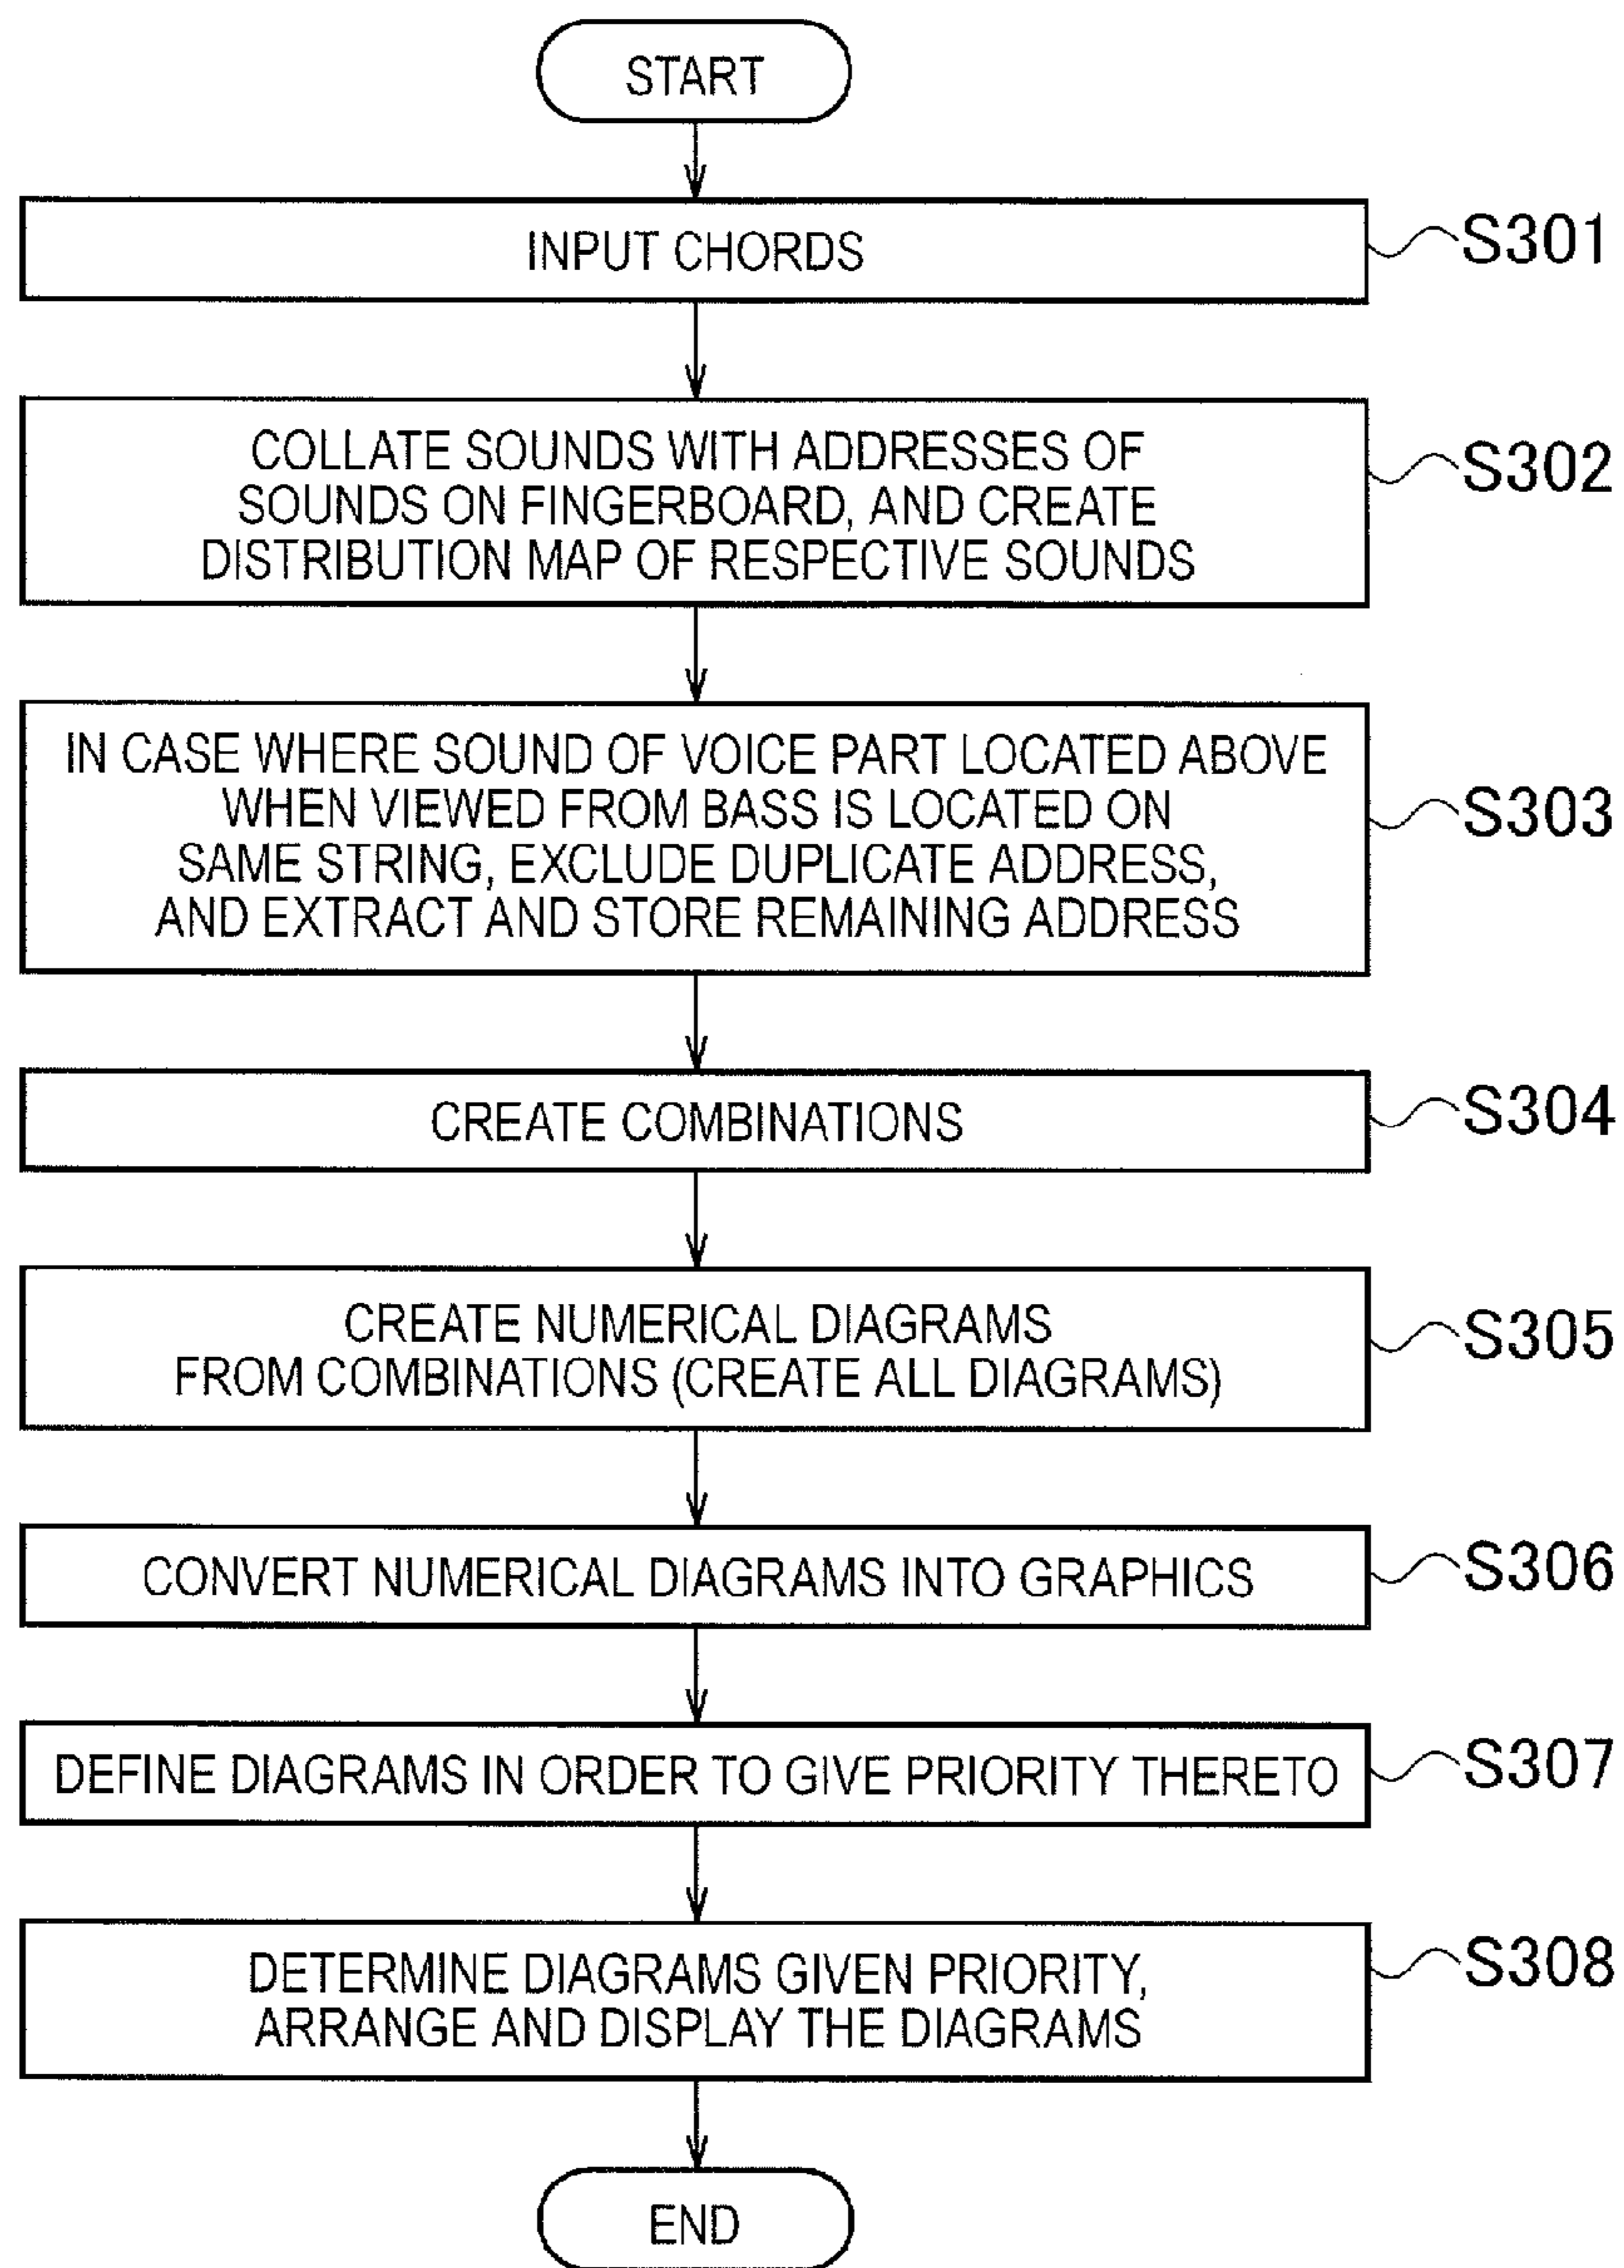 START
INPUT CHORDS
S301
COLLATE SOUNDS WITH ADDRESSES OF
SOUNDS ON FINGERBOARD, AND CREATE
DISTRIBUTION MAP OF RESPECTIVE SOUNDS
S302
IN CASE WHERE SOUND OF VOICE PART LOCATED ABOVE
WHEN VIEWED FROM BASS IS LOCATED ON
SAME STRING, EXCLUDE DUPLICATE ADDRESS,
AND EXTRACT AND STORE REMAINING ADDRESS
S303
CREATE COMBINATIONS
S304
CREATE NUMERICAL DIAGRAMS
FROM COMBINATIONS (CREATE ALL DIAGRAMS)
S305
CONVERT NUMERICAL DIAGRAMS INTO GRAPHICS
S306
DEFINE DIAGRAMS IN ORDER TO GIVE PRIORITY THERETO
S307
DETERMINE DIAGRAMS GIVEN PRIORITY,
ARRANGE AND DISPLAY THE DIAGRAMS
S308
END